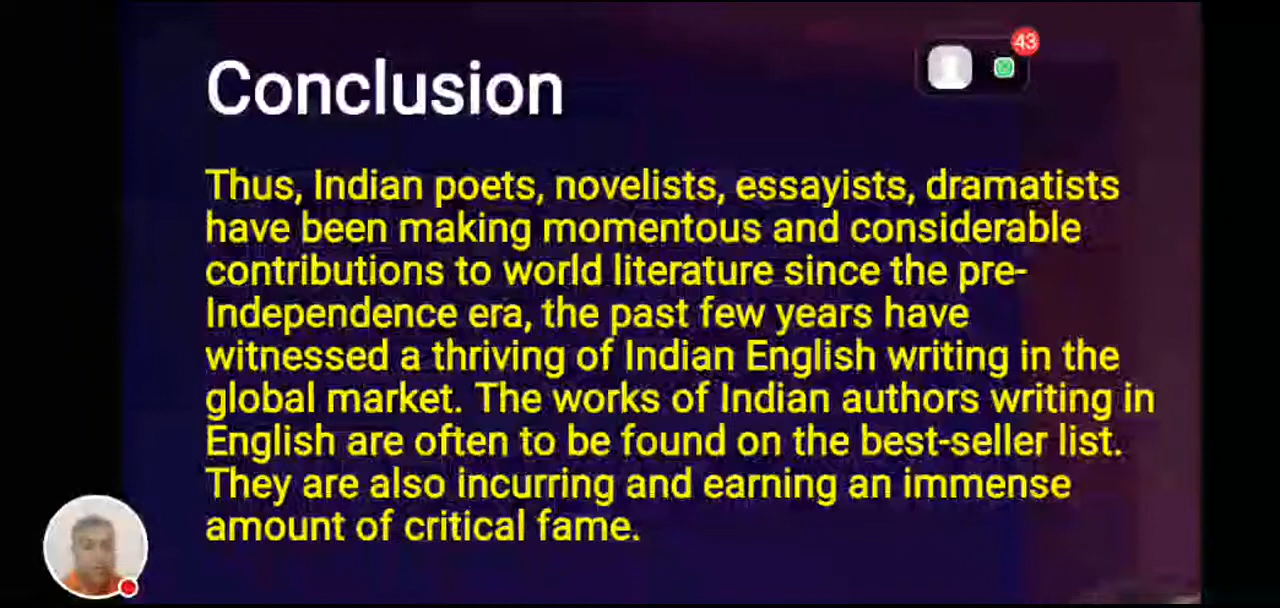 43
Conclusion
Thus, Indian poets, novelists, essayists, dramatists
have been making momentous and considerable
contributions to world literature since the pre-
Independence era, the past few years have
witnessed a thriving of Indian English writing in the
global market. The works of Indian authors writing in
English are often to be found on the best-seller list.
They are also incurring and earning an immense
amount of critical fame.